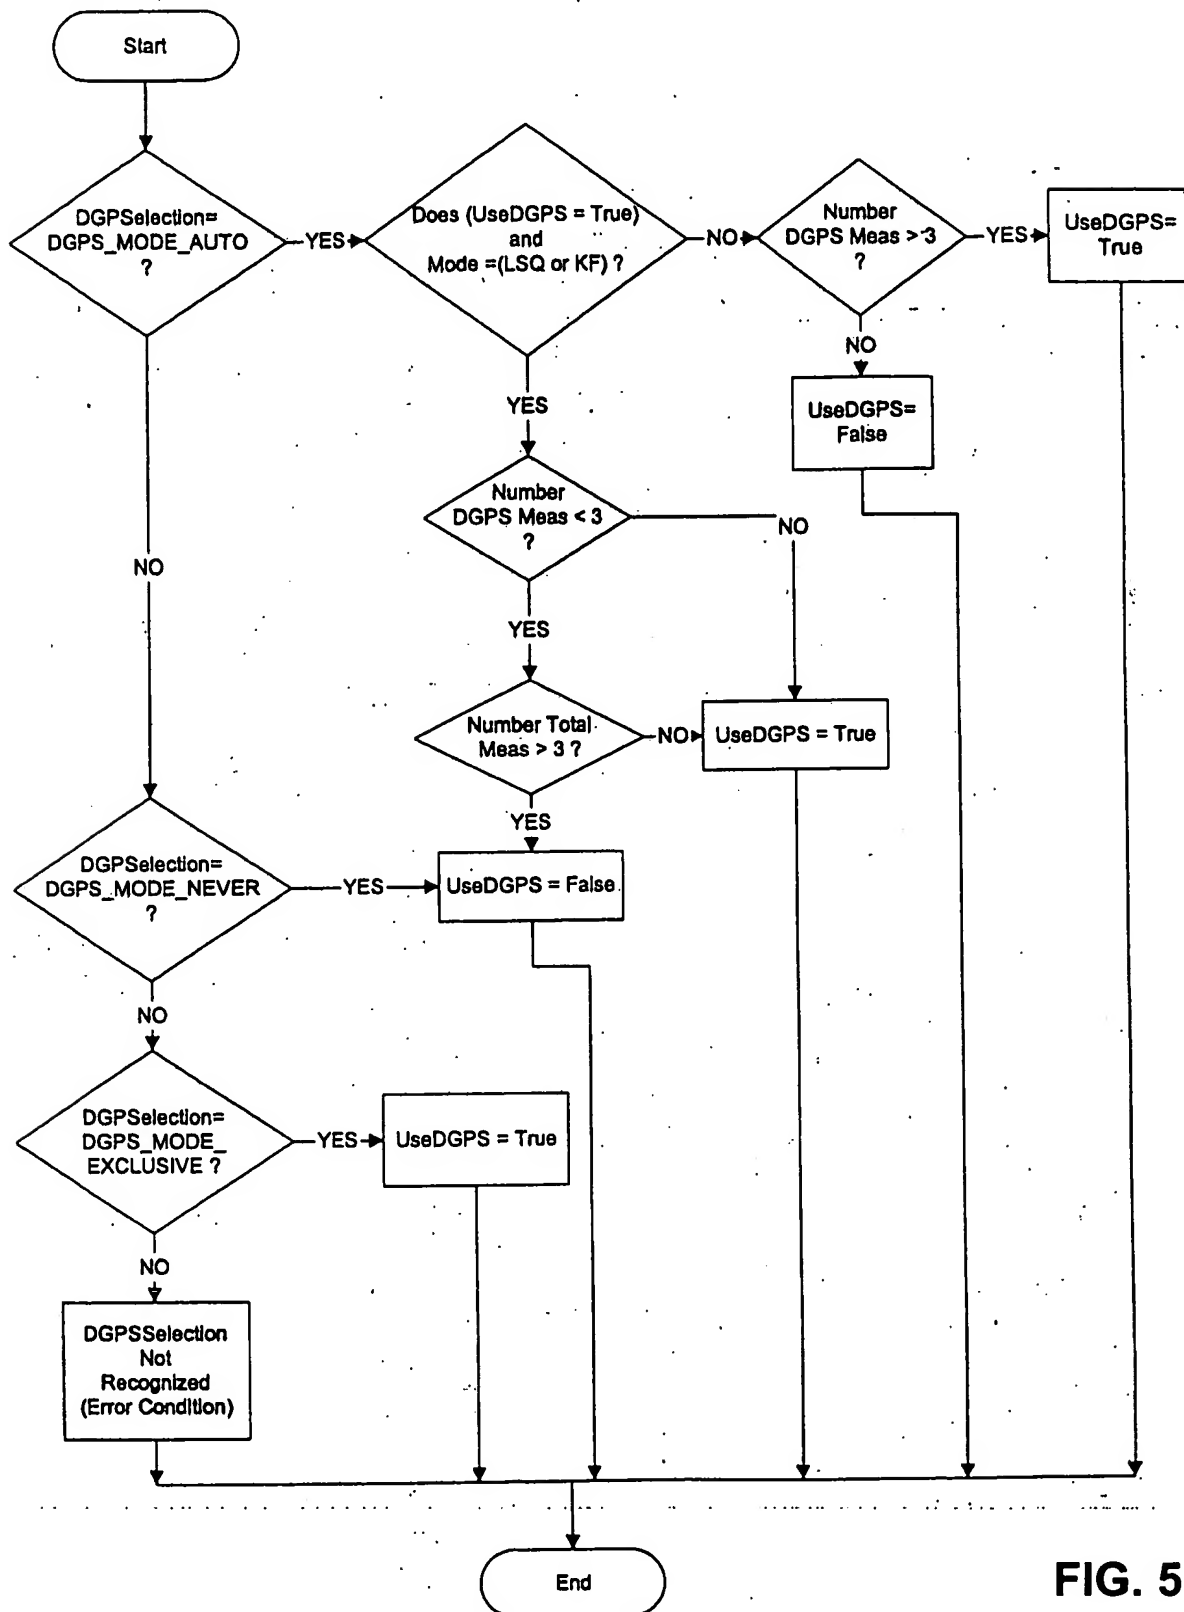 Start
DGPSelection=
DGPS_MODE_AUTO
?
YES
Does (UseDGPS = True)
and
Mode =(LSQ or KF) ?
NO
Number
DGPS Meas > 3
?
YES
UseDGPS=
True
NO
UseDGPS=
False
YES
Number
DGPS Meas < 3
?
NO
NO
YES
Number Total
Meas > 3 ?
NO
UseDGPS = True
YES
DGPSelection=
DGPS_MODE_NEVER
?
YES
UseDGPS = False
NO
DGPSelection=
DGPS_MODE_
EXCLUSIVE ?
YES
UseDGPS = True
NO
DGPSSelection
Not
Recognized
(Error Condition)
End
FIG. 5